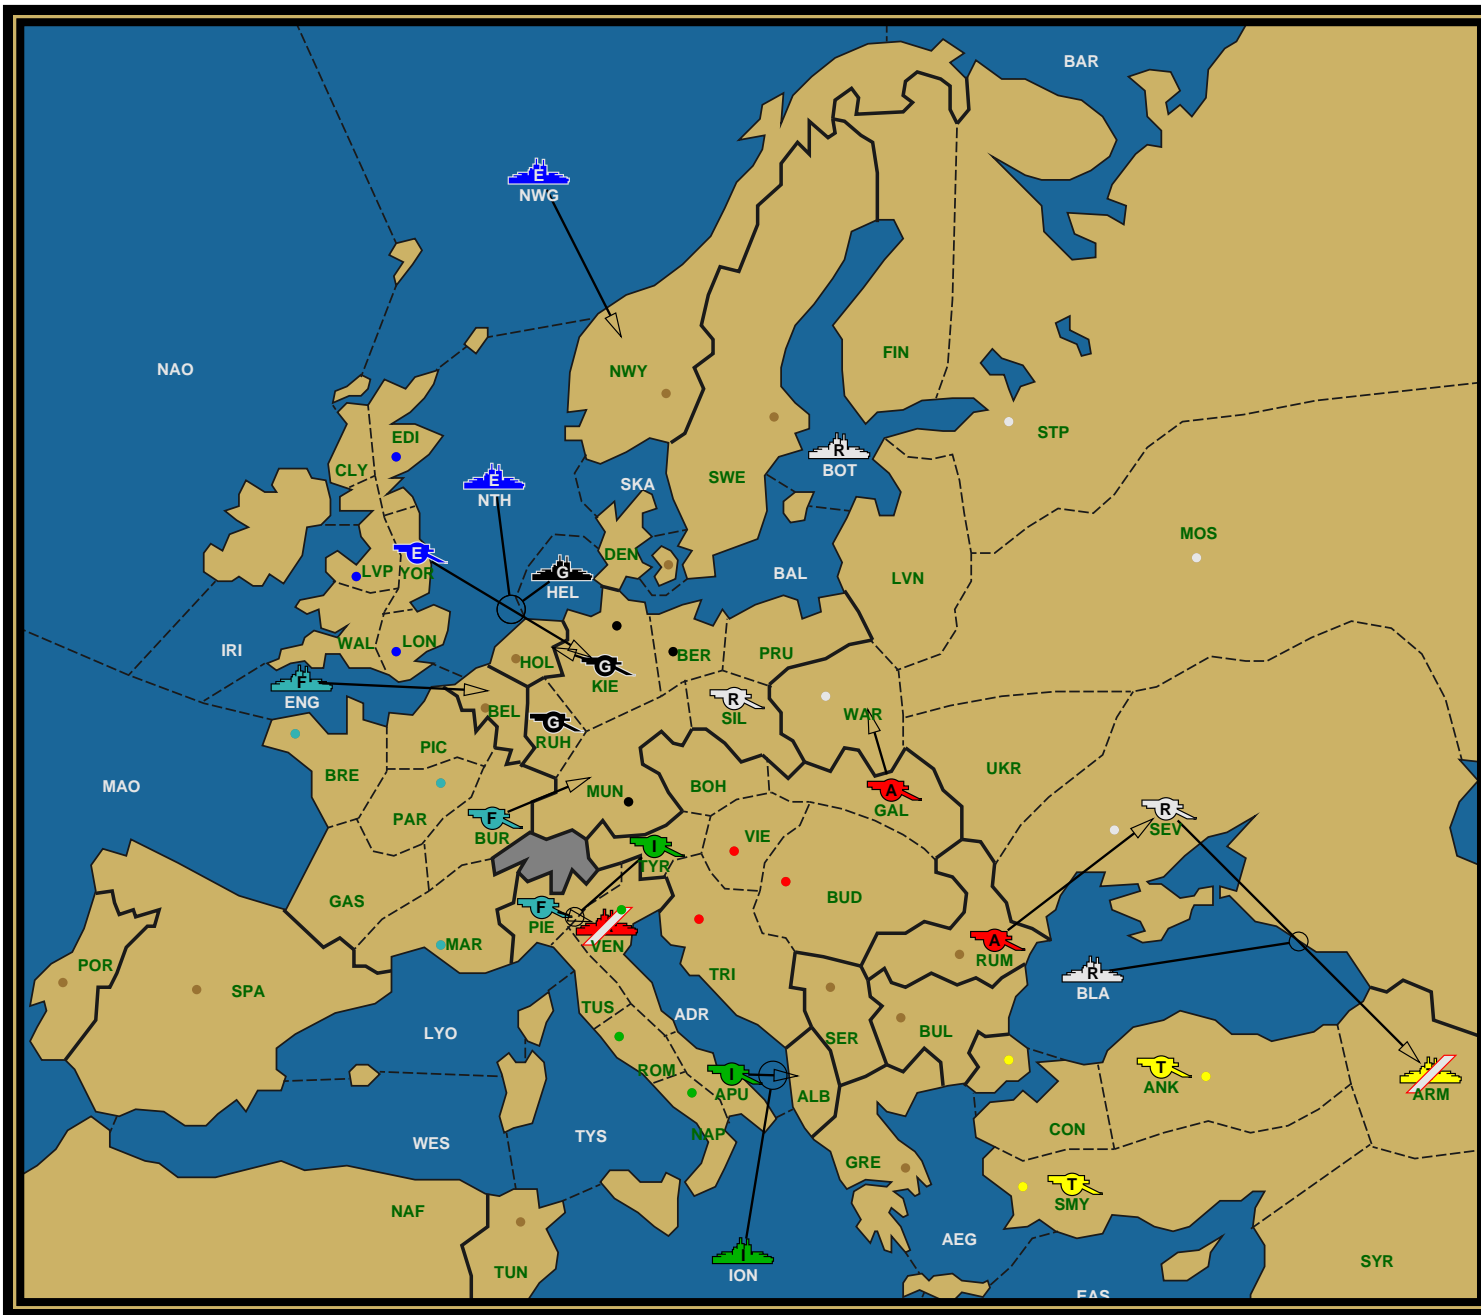 BAR
E
NWG
NAO
NWY
FIN
EDI
STP
CLY
R
BOT
SWE
SKA
E
NTH
MOS
E
YOR
DEN
LVP
G
HEL
BAL
LVN
IRI
WAL
LON
HOL
BER
PRU
G
KIE
F
ENG
BEL
R
SIL
WAR
G
RUH
PIC
BRE
UKR
MAO
MUN
BOH
A
GAL
R
SEV
PAR
F
BUR
VIE
I
TYR
GAS
BUD
F
PIE
VEN
MAR
A
RUM
POR
SPA
TRI
R
BLA
TUS
ADR
LYO
SER
BUL
ROM
I
APU
ALB
T
ANK
ARM
NAP
CON
WES
TYS
GRE
T
SMY
NAF
AEG
I
ION
TUN
SYR
EAS